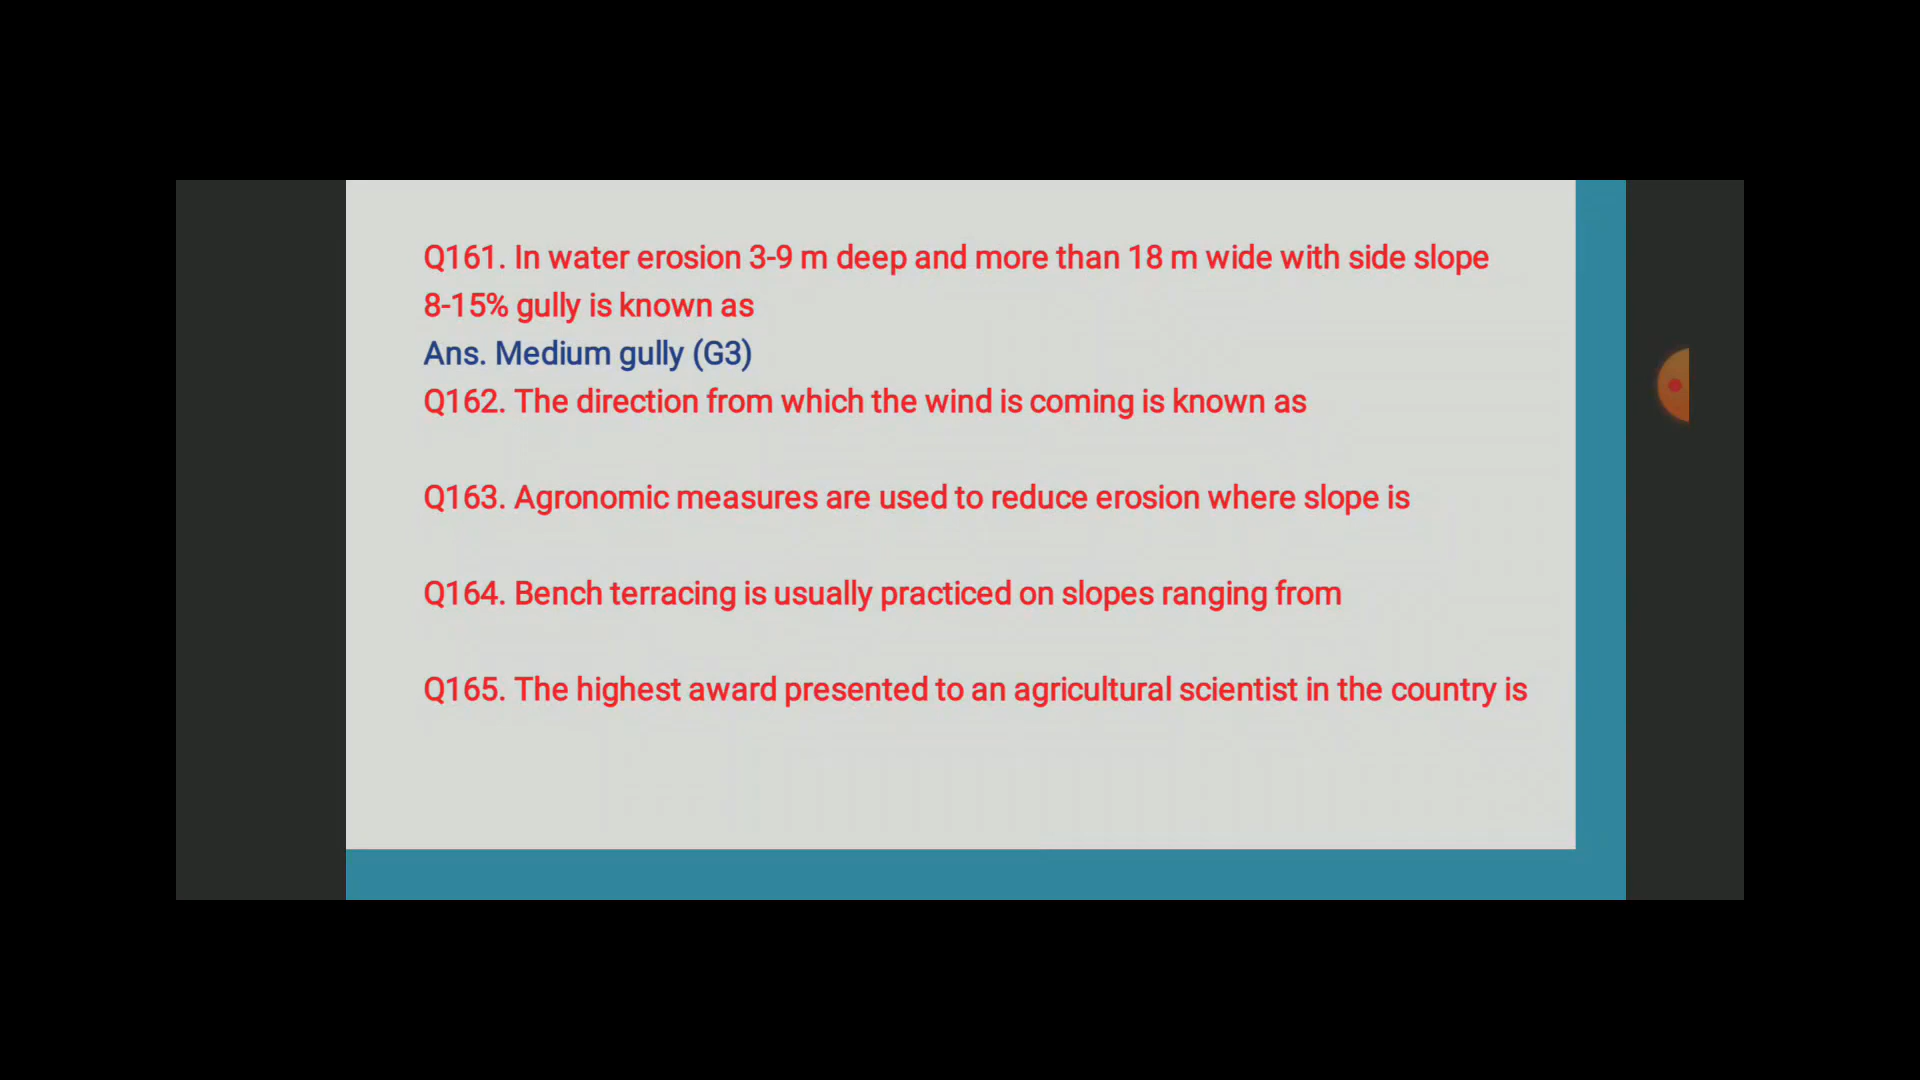 Q161. In water erosion 3-9 m deep and more than 18 m wide with side slope
8-15% gully is known as
Ans. Medium gully (G3)
Q162. The direction from which the wind is coming is known as
Q163. Agronomic measures are used to reduce erosion where slope is
Q164. Bench terracing is usually practiced on slopes ranging from
Q165. The highest award presented to an agricultural scientist in the country is